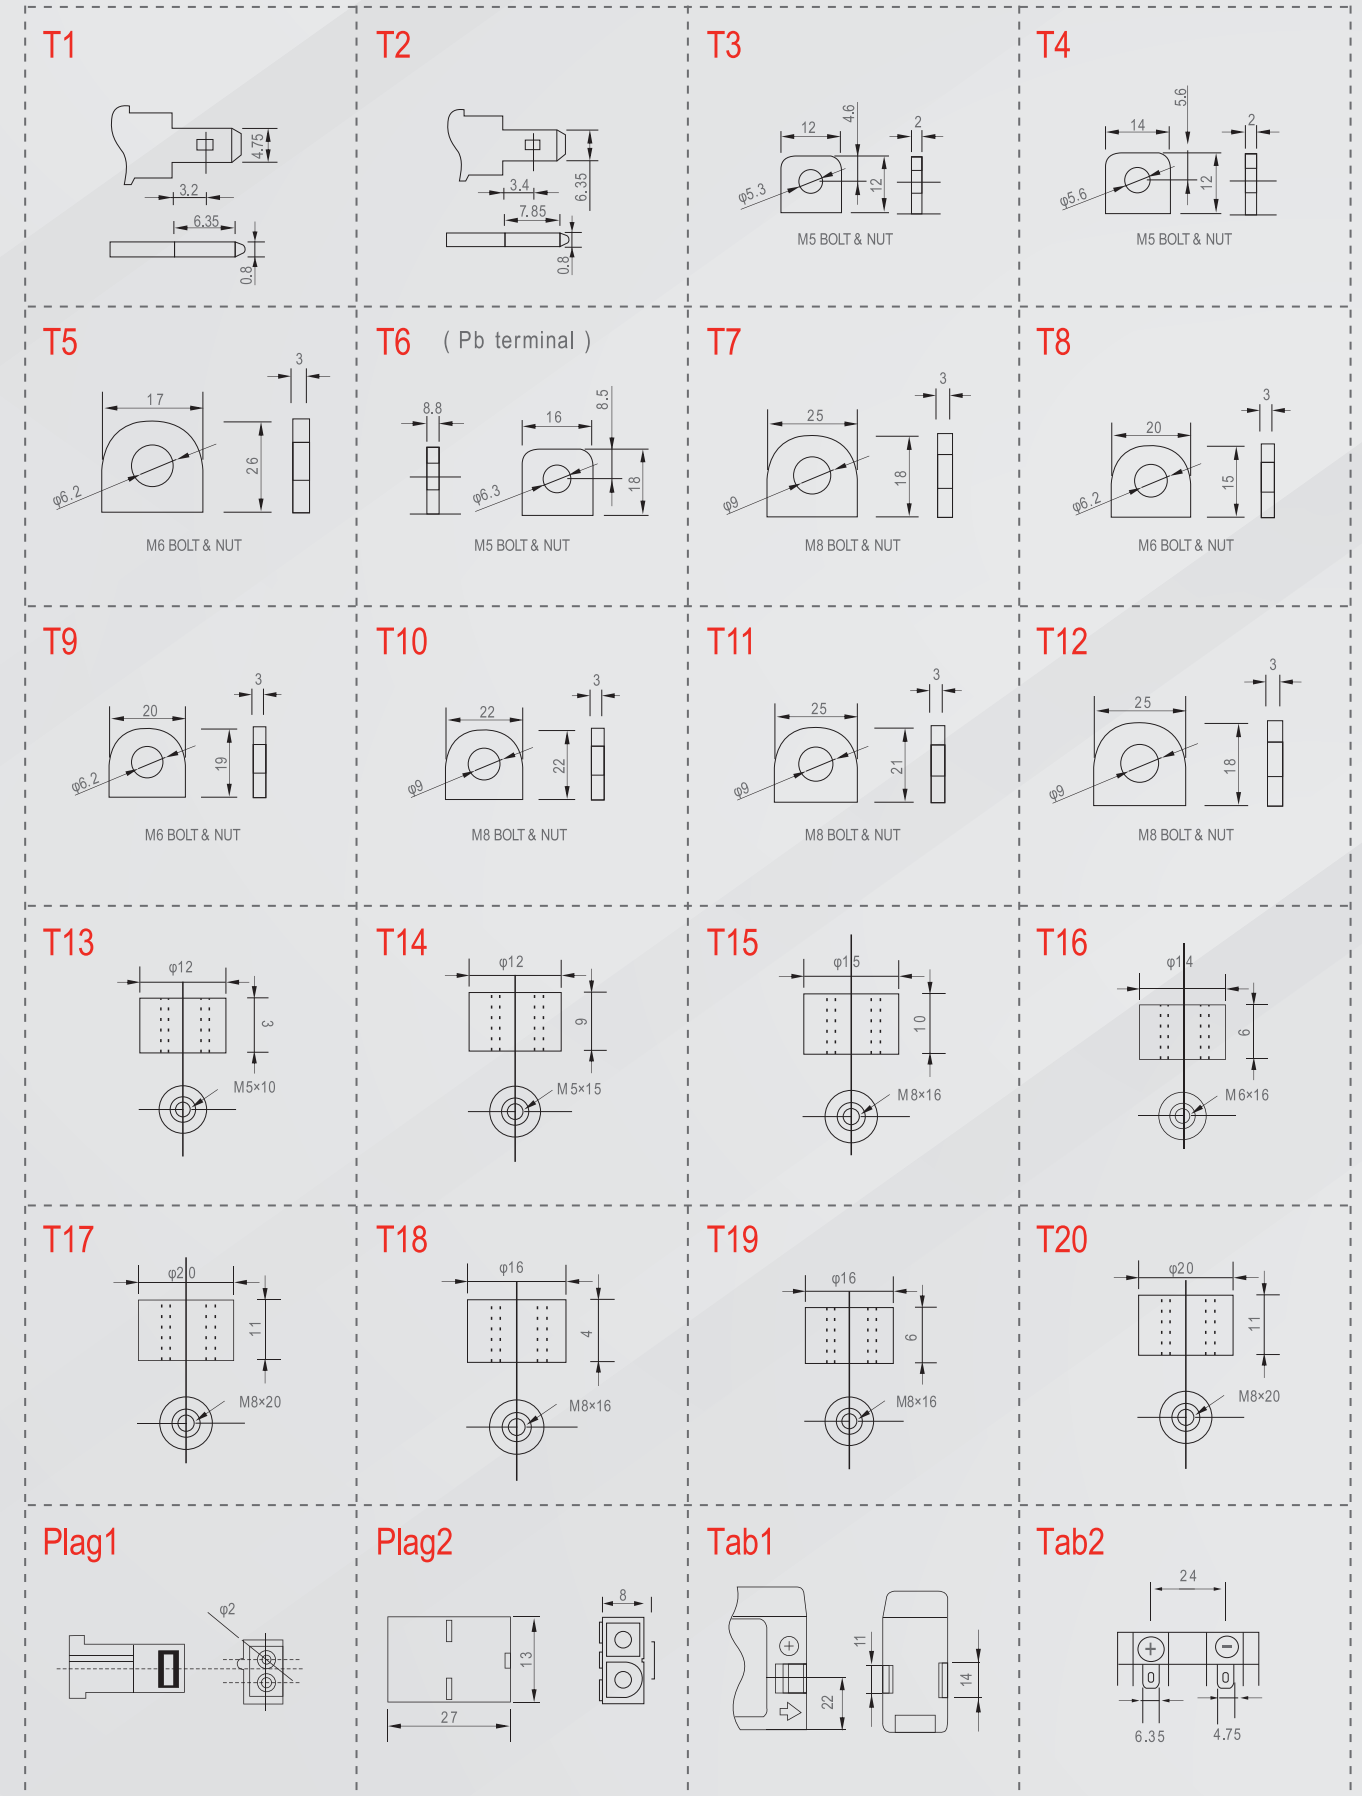 T1
4.75
3.2
6.35
0.8
T2
3.4
6.35
7.85
0.8
T3
4.6
12
2
φ5.3
12
M5 BOLT & NUT
T4
5.6
14
2
φ5.6
12
M5 BOLT & NUT
T5
3
17
26
φ6.2
M6 BOLT & NUT
T6 ( Pb terminal )
8.8
16
8.5
φ6.3
18
M5 BOLT & NUT
T7
3
25
18
φ9
M8 BOLT & NUT
T8
3
20
15
φ6.2
M6 BOLT & NUT
T9
3
20
19
φ6.2
M6 BOLT & NUT
T10
3
22
22
φ9
M8 BOLT & NUT
T11
3
25
21
φ9
M8 BOLT & NUT
T12
3
25
18
φ9
M8 BOLT & NUT
T13
φ12
3
M5×10
T14
φ12
9
M5×15
T15
φ15
10
M8×16
T16
φ14
6
M6×16
T17
φ20
11
M8×20
T18
φ16
4
M8×16
T19
φ16
6
M8×16
T20
φ20
11
M8×20
Plag1
φ2
Plag2
8
13
27
Tab1
11
14
22
Tab2
24
6.35
4.75